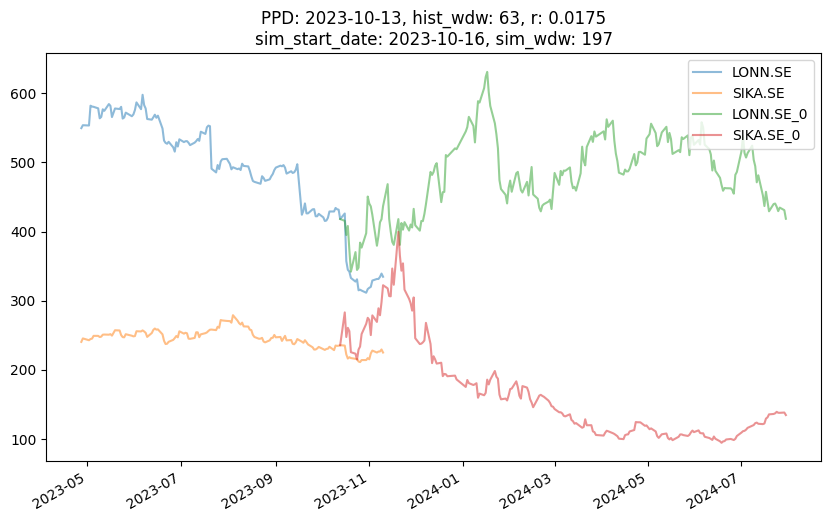 PPD: 2023-10-13, hist_wdw: 63, r: 0.0175
sim_start_date: 2023-10-16, sim_wdw: 197
LONN.SE
SIKA.SE
LONN.SE_0
SIKA.SE_0
600
500
400
300
200
100
2023-05
2023-07
2023-09
2023-11
2024-01
2024-03
2024-05
2024-07